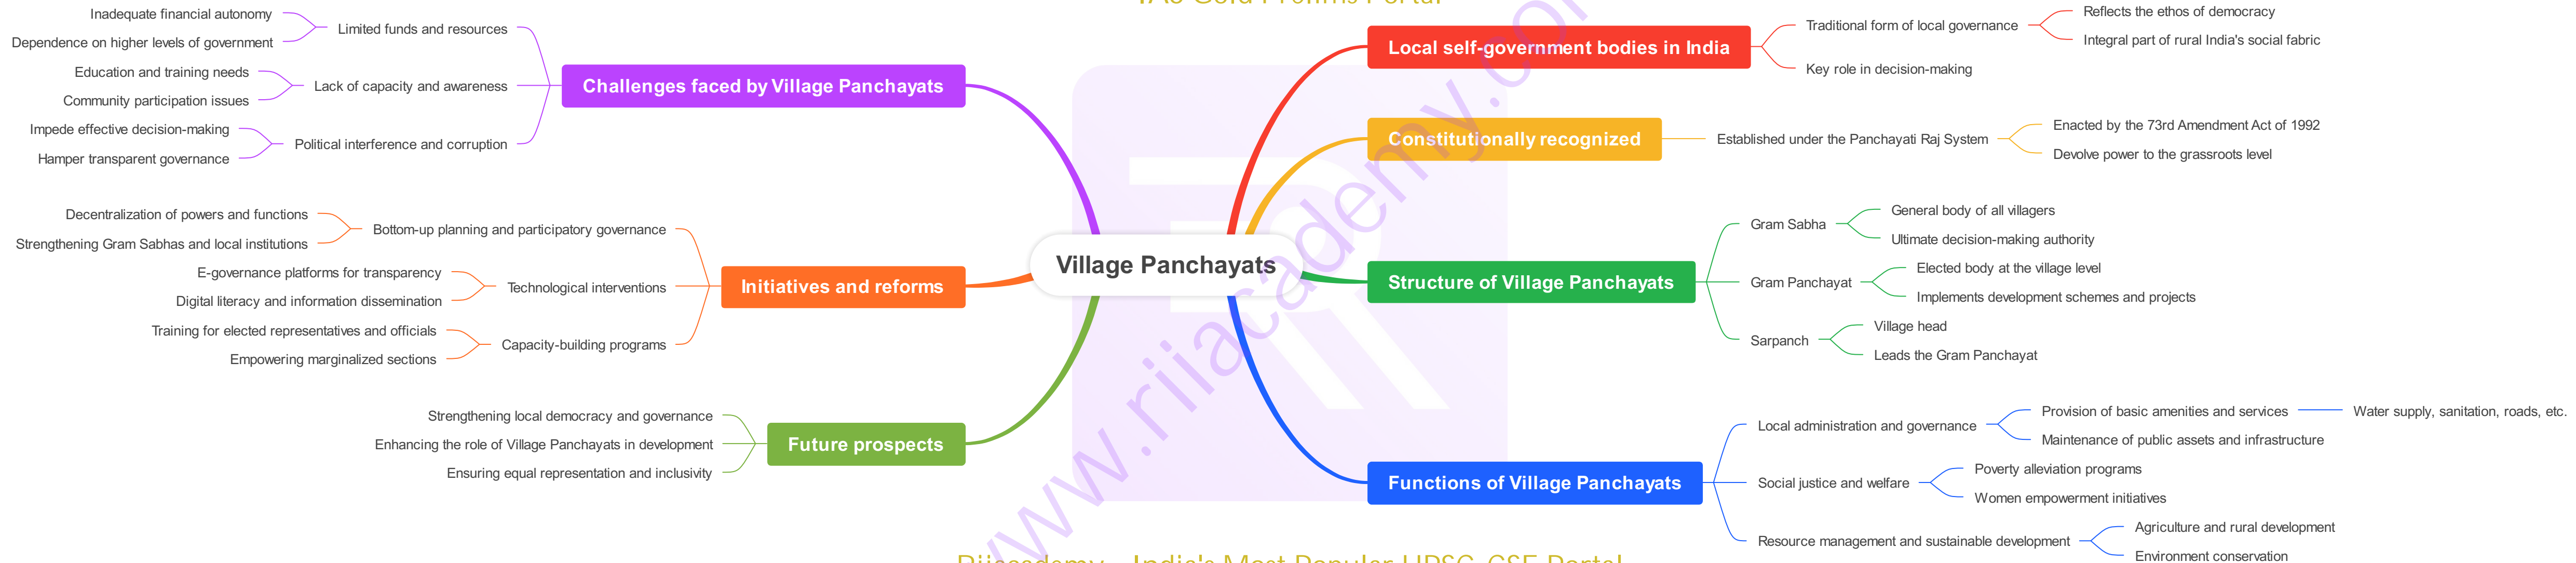 IAS Gold Prelims Portal
Village Panchayats
Local self-government bodies in India
Traditional form of local governance
Reflects the ethos of democracy
Integral part of rural India's social fabric
Key role in decision-making
Constitutionally recognized
Established under the Panchayati Raj System
Enacted by the 73rd Amendment Act of 1992
Devolve power to the grassroots level
Structure of Village Panchayats
Gram Sabha
General body of all villagers
Ultimate decision-making authority
Gram Panchayat
Elected body at the village level
Implements development schemes and projects
Sarpanch
Village head
Leads the Gram Panchayat
Functions of Village Panchayats
Local administration and governance
Provision of basic amenities and services
Water supply, sanitation, roads, etc.
Maintenance of public assets and infrastructure
Social justice and welfare
Poverty alleviation programs
Women empowerment initiatives
Resource management and sustainable development
Agriculture and rural development
Environment conservation
Challenges faced by Village Panchayats
Limited funds and resources
Inadequate financial autonomy
Dependence on higher levels of government
Lack of capacity and awareness
Education and training needs
Community participation issues
Political interference and corruption
Impede effective decision-making
Hamper transparent governance
Initiatives and reforms
Bottom-up planning and participatory governance
Decentralization of powers and functions
Strengthening Gram Sabhas and local institutions
Technological interventions
E-governance platforms for transparency
Digital literacy and information dissemination
Capacity-building programs
Training for elected representatives and officials
Empowering marginalized sections
Future prospects
Strengthening local democracy and governance
Enhancing the role of Village Panchayats in development
Ensuring equal representation and inclusivity
www.rijiacademy.co
India's Most Popular UPSC-CSE Portal